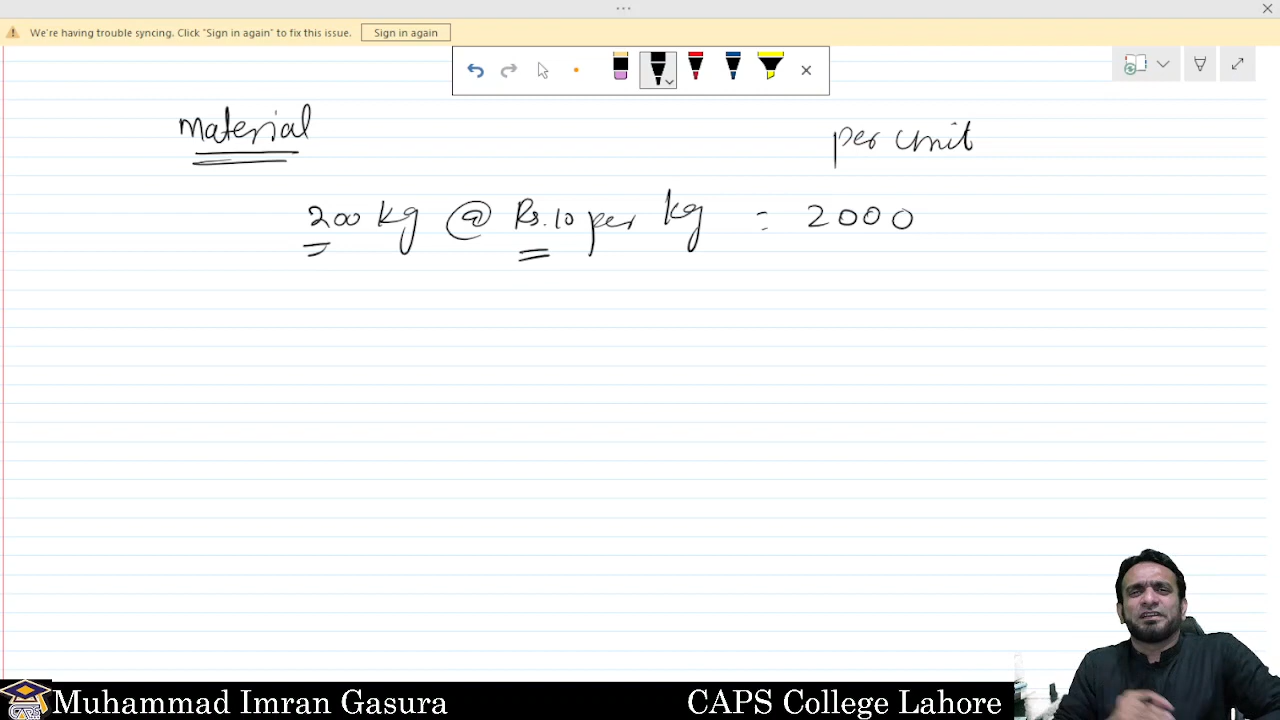 We're having trouble syncing. Click "Sign in again" to fix this issue. Sign in again
material
per unit
200 kg @ Rs.10 per kg = 2000
Muhammad Imran Gasura CAPS College Lahore